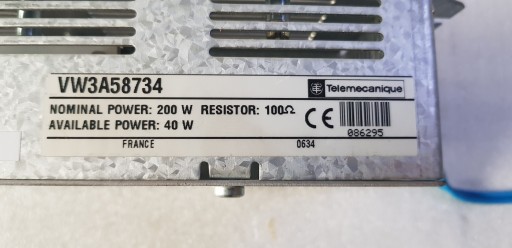 VW3A58734
Telemecanique
NOMINAL POWER: 200 W RESISTOR: 100Ω
AVAILABLE POWER: 40 W
CE
086295
FRANCE
0634